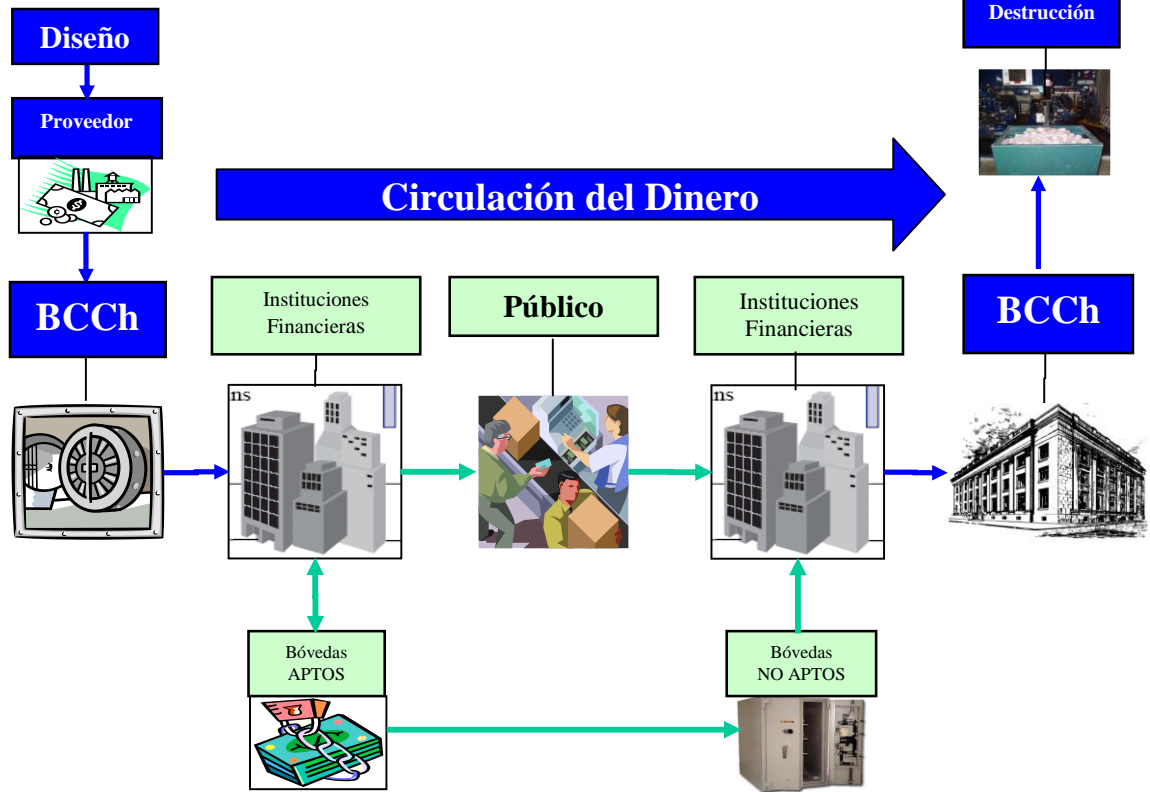 Diseño
Proveedor
BCCh
Circulación del Dinero
Destrucción
Instituciones
Financieras
Público
Instituciones
Financieras
BCCh
ns
ns
$
Bóvedas
APTOS
Bóvedas
NO APTOS